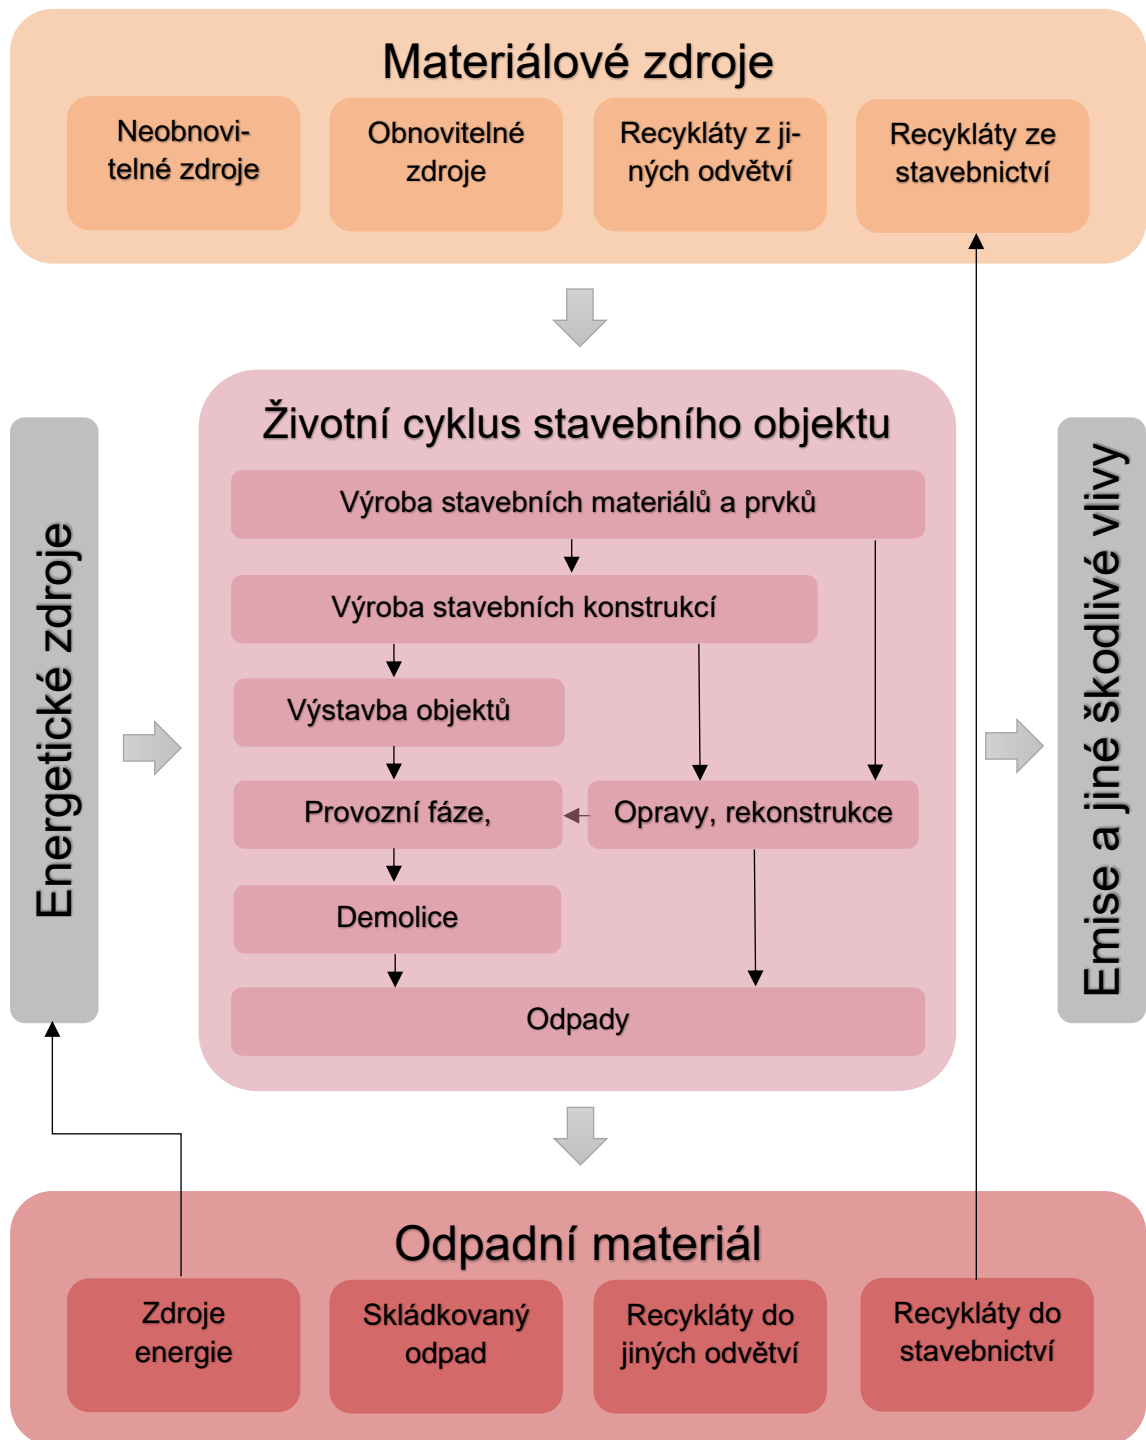 Materiálové zdroje
Neobnovi-
telné zdroje
Obnovitelné
zdroje
Recykláty z ji-
ných odvětví
Recykláty ze
stavebnictví
Energetické zdroje
Životní cyklus stavebního objektu
Výroba stavebních materiálů a prvků
Výroba stavebních konstrukcí
Výstavba objektů
Provozní fáze,
Opravy, rekonstrukce
Demolice
Odpady
Emise a jiné škodlivé vlivy
Odpadní materiál
Zdroje
energie
Skládkovaný
odpad
Recykláty do
jiných odvětví
Recykláty do
stavebnictví